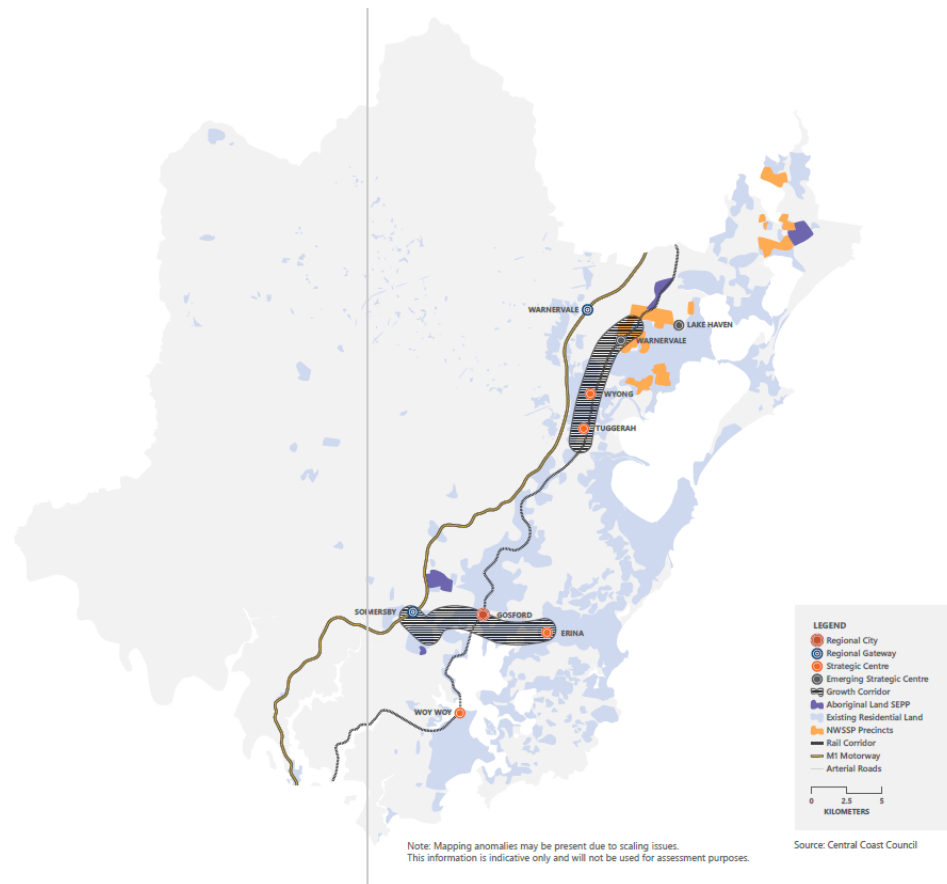 WARNERVALE
LAKE HAVEN
WARNERVALE
WYONG
TUGGERAH
SOMERSBY
GOSFORD
ERINA
WOY WOY
LEGEND
Regional City
Regional Gateway
Strategic Centre
Emerging Strategic Centre
Growth Corridor
Aboriginal Land SEPP
Existing Residential Land
NWSSP Precincts
Rail Corridor
M1 Motorway
Arterial Roads
0 2.5 5
KILOMETERS
Note: Mapping anomalies may be present due to scaling issues.
This information is indicative only and will not be used for assessment purposes.
Source: Central Coast Council